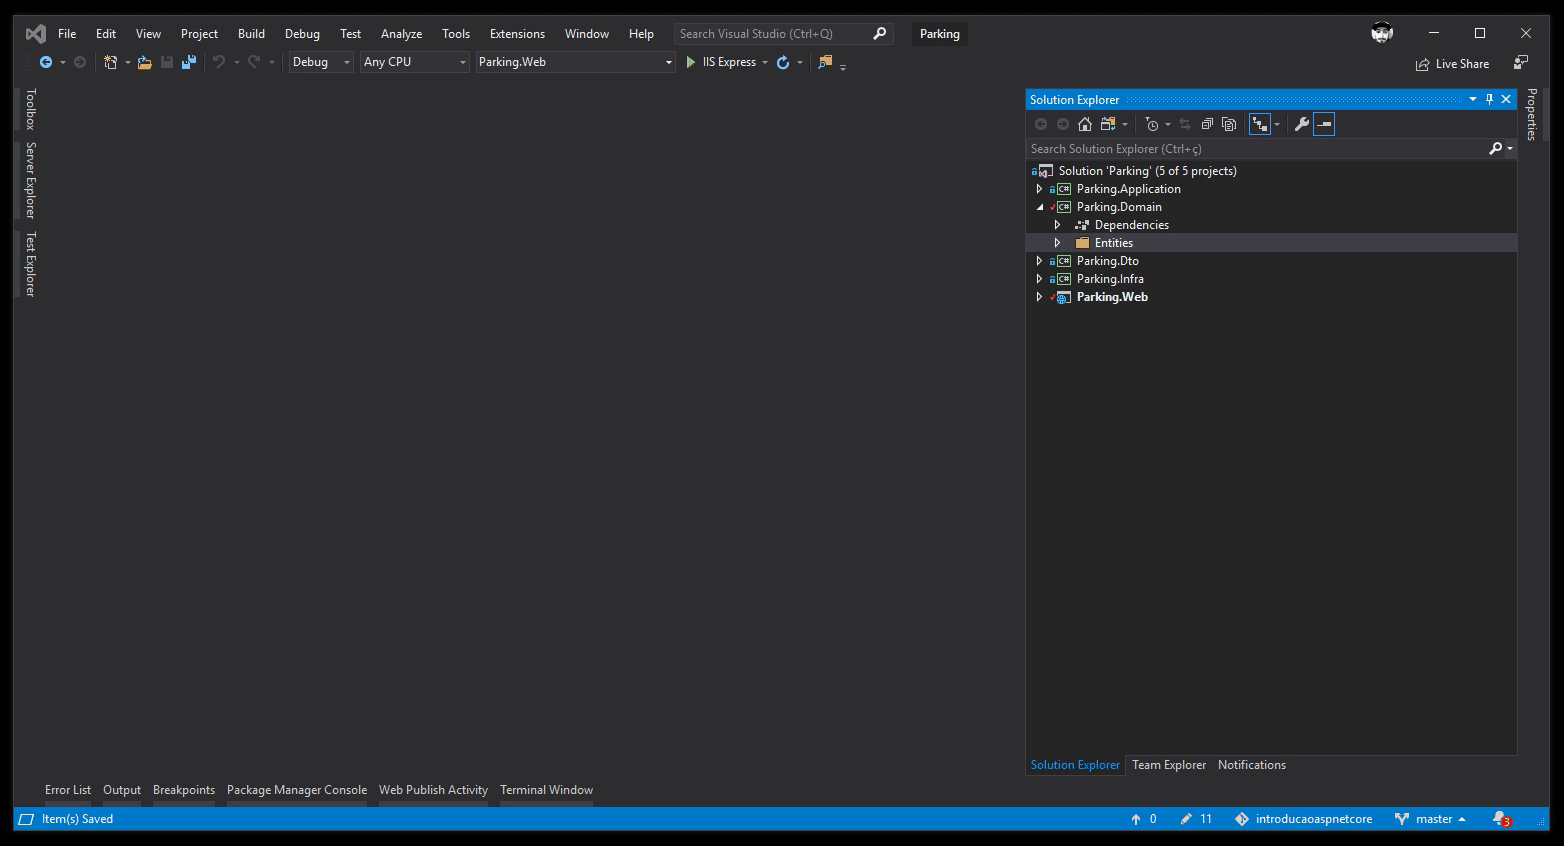 File Edit View Project Build Debug Test Analyze Tools Extensions Window Help Search Visual Studio (Ctrl+Q) Parking
Debug Any CPU Parking.Web IIS Express Live Share
Toolbox
Server Explorer
Test Explorer
Solution Explorer
Search Solution Explorer (Ctrl+ç)
Solution 'Parking' (5 of 5 projects)
C# Parking.Application
C# Parking.Domain
Dependencies
Entities
C# Parking.Dto
C# Parking.Infra
Parking.Web
Properties
Solution Explorer Team Explorer Notifications
Error List Output Breakpoints Package Manager Console Web Publish Activity Terminal Window
Item(s) Saved 0 11 introducaoaspnetcore master 3